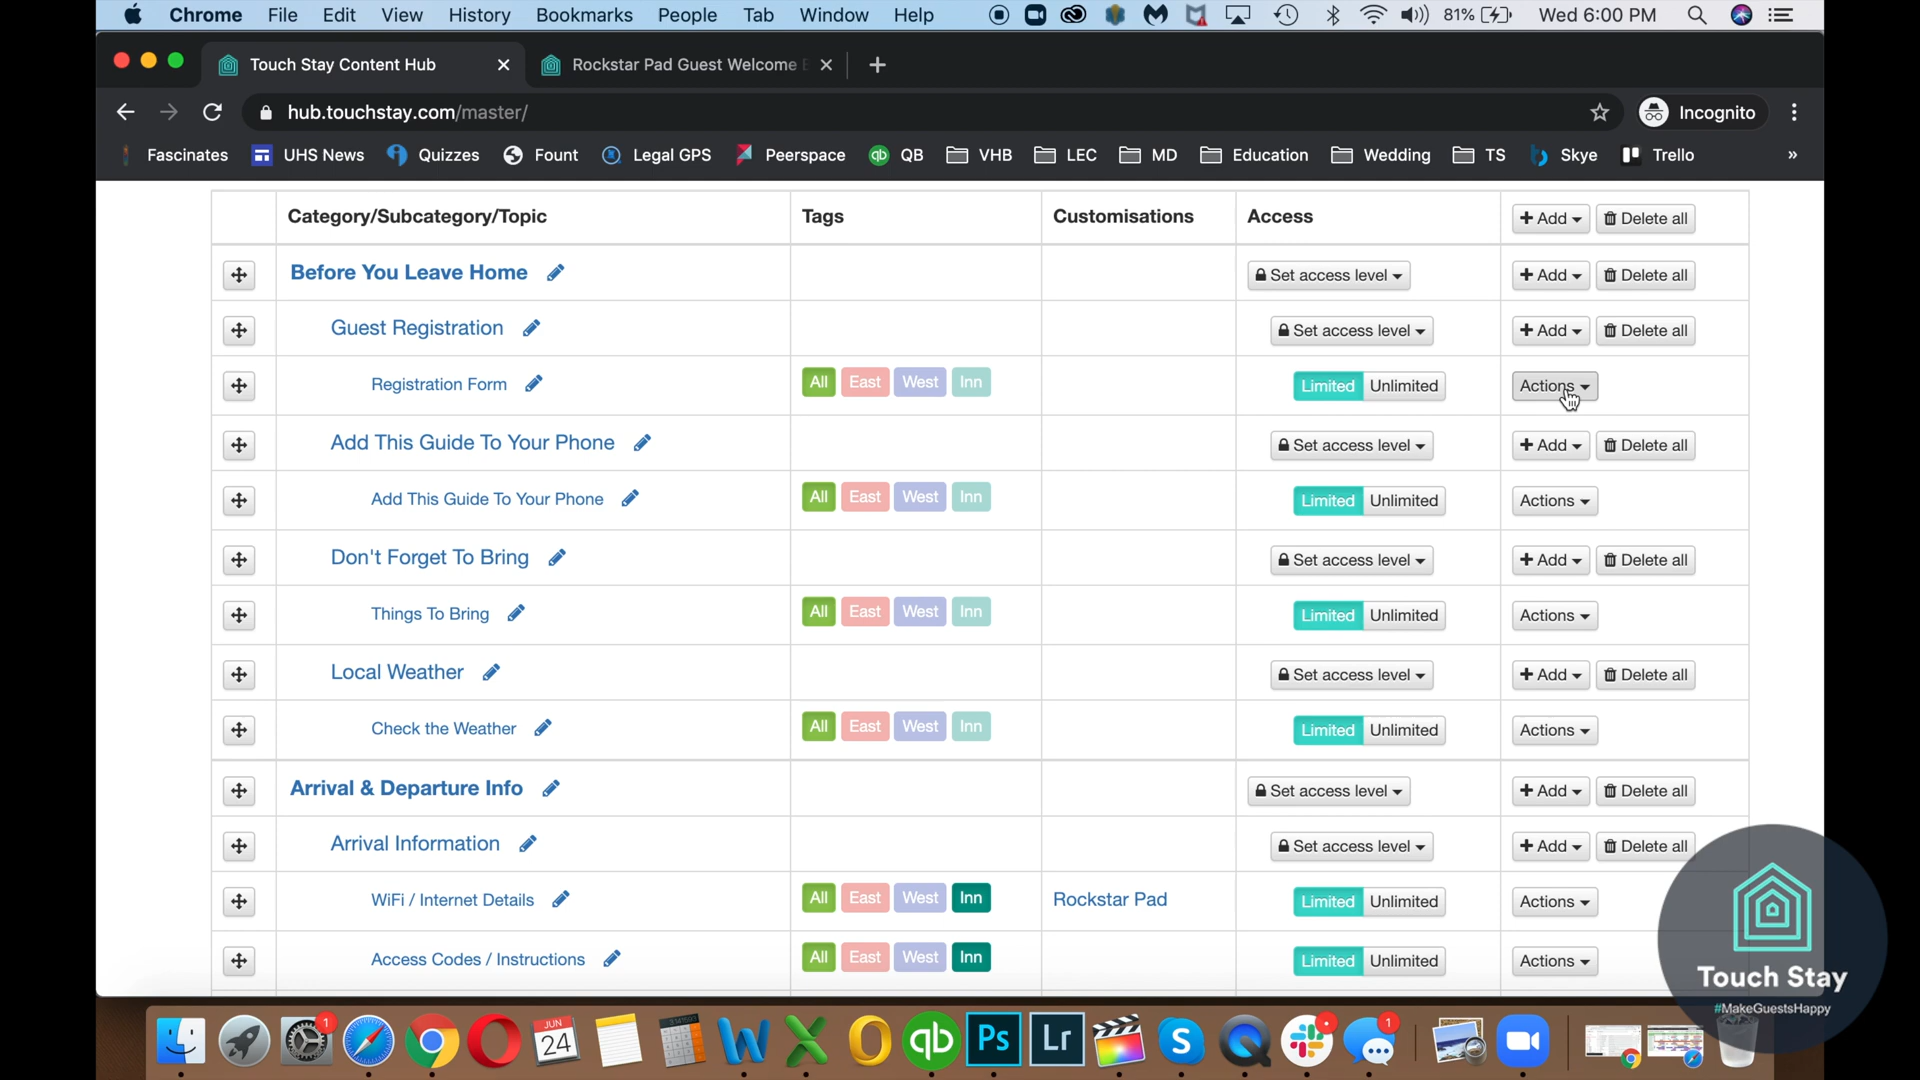 Chrome File Edit View History Bookmarks People Tab Window Help 81% Wed 6:00 PM
Touch Stay Content Hub Rockstar Pad Guest Welcome
hub.touchstay.com/master/ Incognito
Fascinates UHS News Quizzes Fount Legal GPS Peerspace qb QB VHB LEC MD Education Wedding TS Skye Trello »
Category/Subcategory/Topic Tags Customisations Access + Add Delete all
Before You Leave Home Set access level + Add Delete all
Guest Registration Set access level + Add Delete all
Registration Form All East West Inn Limited Unlimited Actions
Add This Guide To Your Phone Set access level + Add Delete all
Add This Guide To Your Phone All East West Inn Limited Unlimited Actions
Don't Forget To Bring Set access level + Add Delete all
Things To Bring All East West Inn Limited Unlimited Actions
Local Weather Set access level + Add Delete all
Check the Weather All East West Inn Limited Unlimited Actions
Arrival & Departure Info Set access level + Add Delete all
Arrival Information Set access level + Add Delete all
WiFi / Internet Details All East West Inn Rockstar Pad Limited Unlimited Actions
Access Codes / Instructions All East West Inn Limited Unlimited Actions
Touch Stay
#MakeGuestsHappy
1 JUN 24 W X O qb Ps Lr S 1